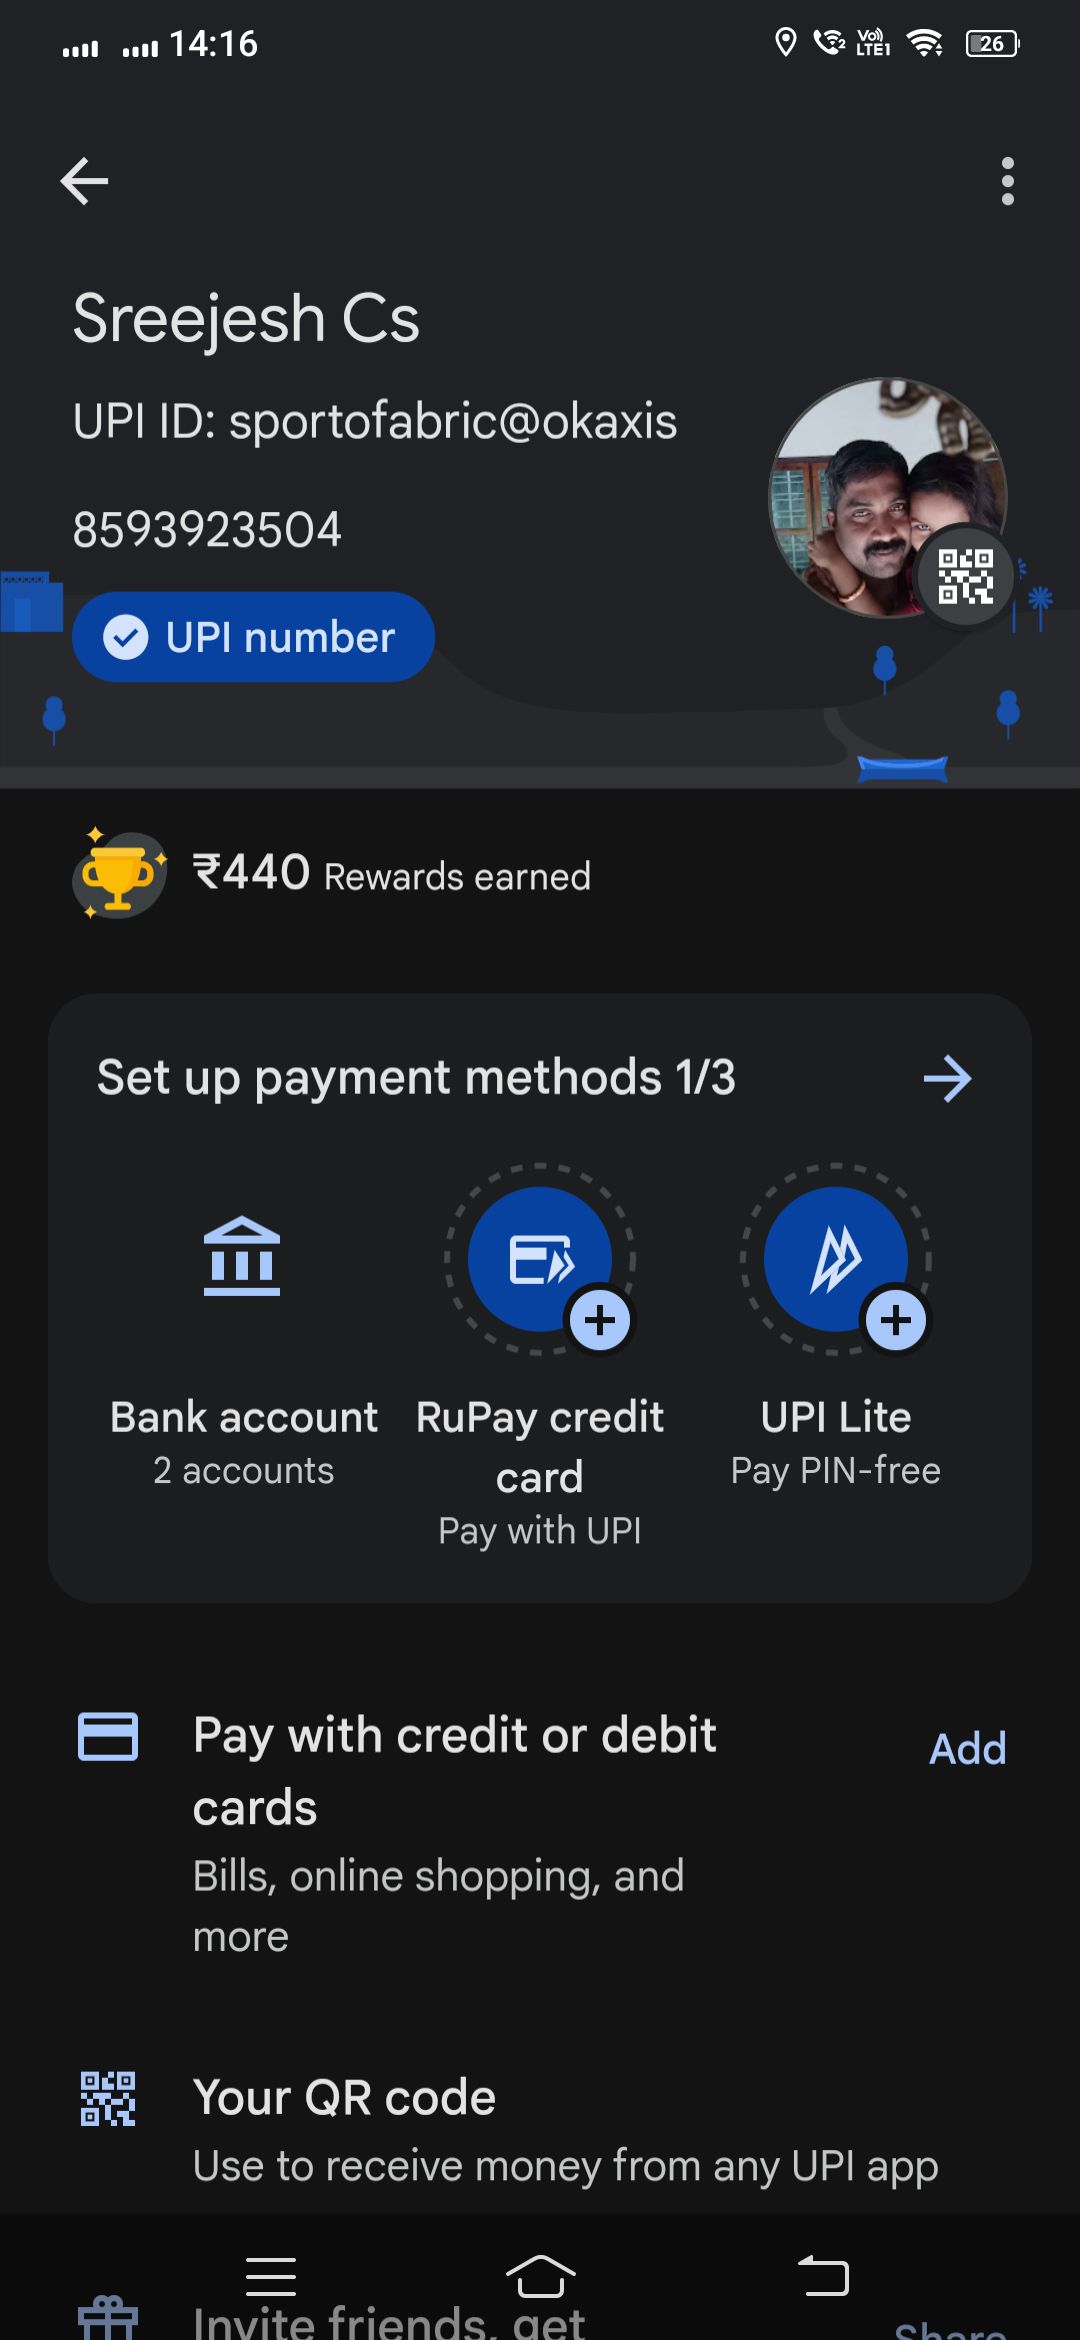 14:16
Vo))
LTE1
26
Sreejesh Cs
UPI ID: sportofabric@okaxis
8593923504
UPI number
₹440 Rewards earned
Set up payment methods 1/3
Bank account
2 accounts
RuPay credit
card
Pay with UPI
UPI Lite
Pay PIN-free
Pay with credit or debit
cards
Add
Bills, online shopping, and
more
Your QR code
Use to receive money from any UPI app
Invite friends, get
Share